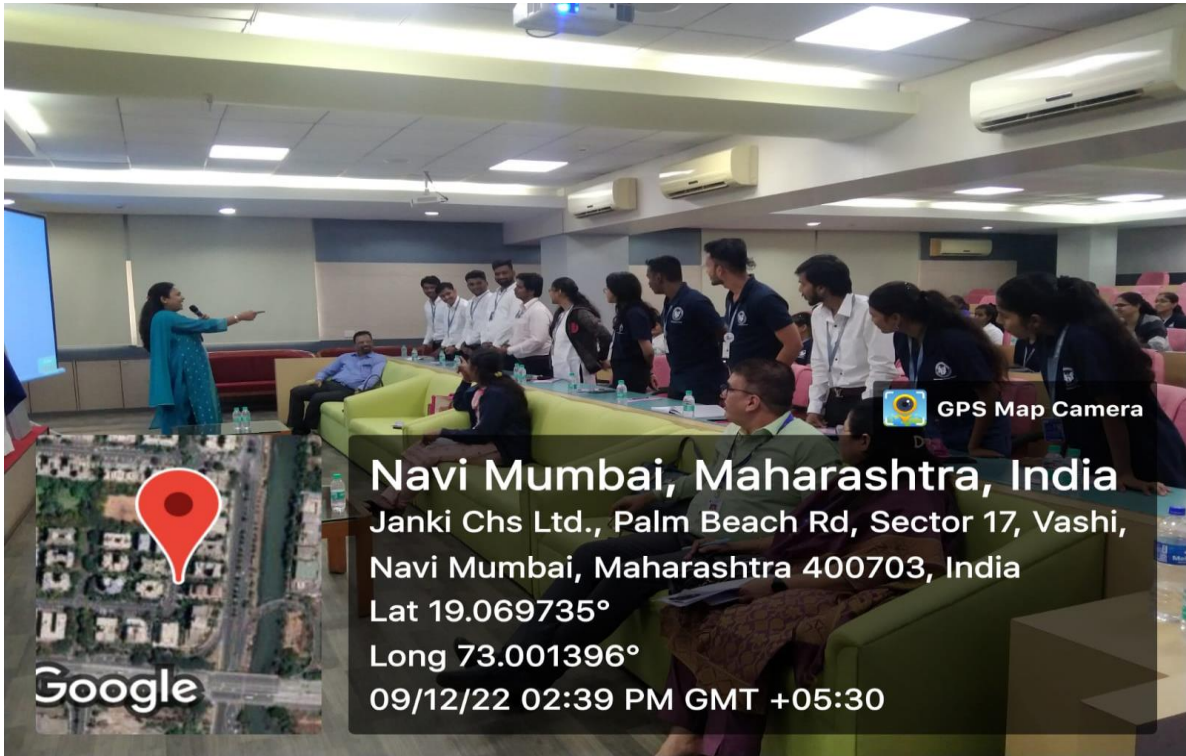 GPS Map Camera
Navi Mumbai, Maharashtra, India
Janki Chs Ltd., Palm Beach Rd, Sector 17, Vashi,
Navi Mumbai, Maharashtra 400703, India
Lat 19.069735°
Long 73.001396°
09/12/22 02:39 PM GMT +05:30
Google